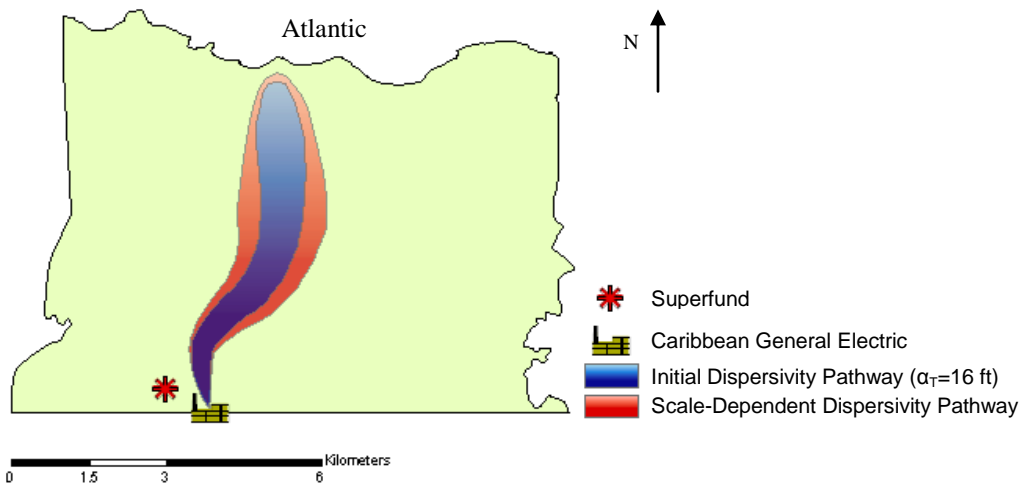 Atlantic
N
Superfund
Caribbean General Electric
Initial Dispersivity Pathway (αT=16 ft)
Scale-Dependent Dispersivity Pathway
Kilometers
0 1.5 3 6